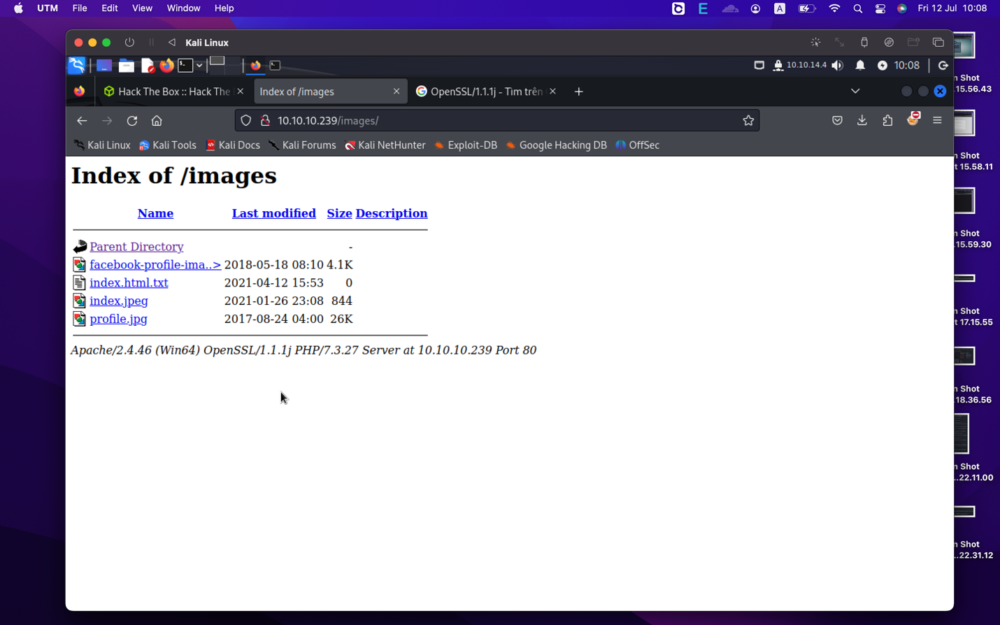 UTM File Edit View Window Help
A
Fri 12 Jul 10:08
Kali Linux
10.10.14.4
10:08
Hack The Box :: Hack The
Index of /images
OpenSSL/1.1.1j - Tìm trên
10.10.10.239/images/
Kali Linux Kali Tools Kali Docs Kali Forums Kali NetHunter Exploit-DB Google Hacking DB OffSec
Index of /images
Name Last modified Size Description
Parent Directory -
facebook-profile-ima..> 2018-05-18 08:10 4.1K
index.html.txt 2021-04-12 15:53 0
index.jpeg 2021-01-26 23:08 844
profile.jpg 2017-08-24 04:00 26K
Apache/2.4.46 (Win64) OpenSSL/1.1.1j PHP/7.3.27 Server at 10.10.10.239 Port 80
n Shot
.15.56.43
n Shot
t 15.58.11
n Shot
.15.59.30
n Shot
t 17.15.55
n Shot
.18.36.56
n Shot
..22.11.00
n Shot
..22.31.12